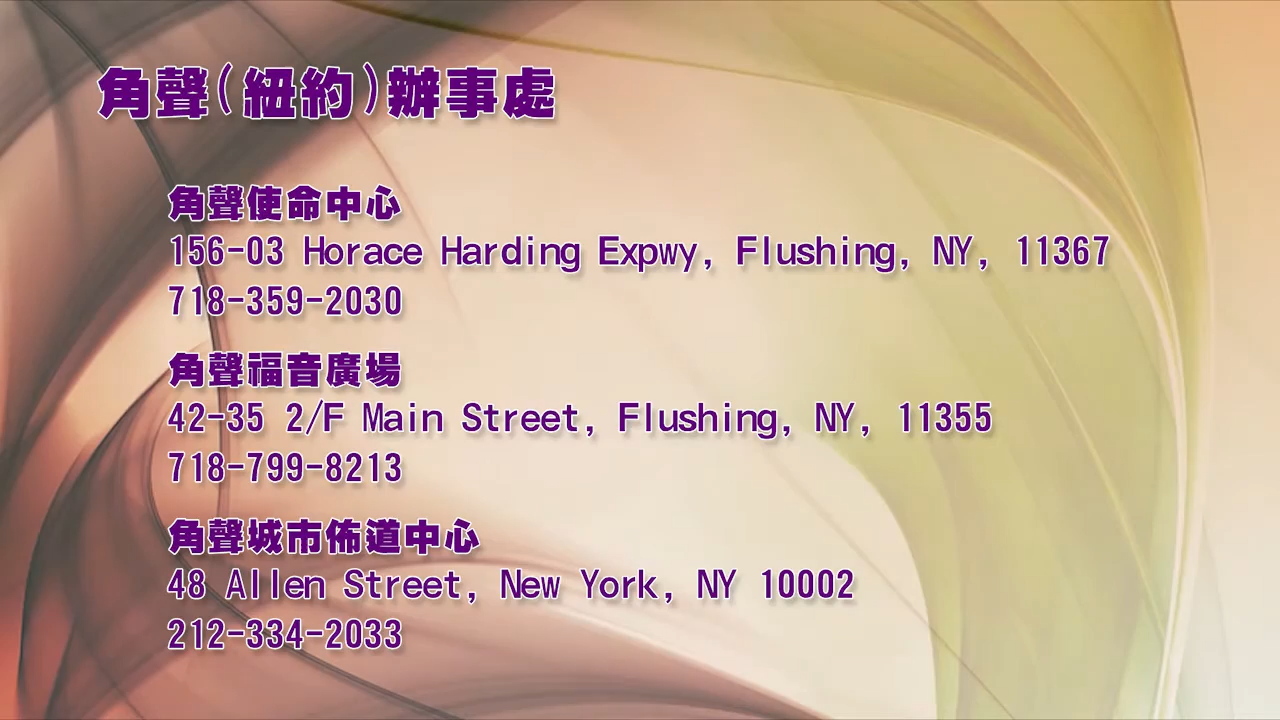 角聲(紐約)辦事處
角聲使命中心
156-03 Horace Harding Expwy, Flushing, NY, 11367
718-359-2030
角聲福音廣場
42-35 2/F Main Street, Flushing, NY, 11355
718-799-8213
角聲城市佈道中心
48 Allen Street, New York, NY 10002
212-334-2033